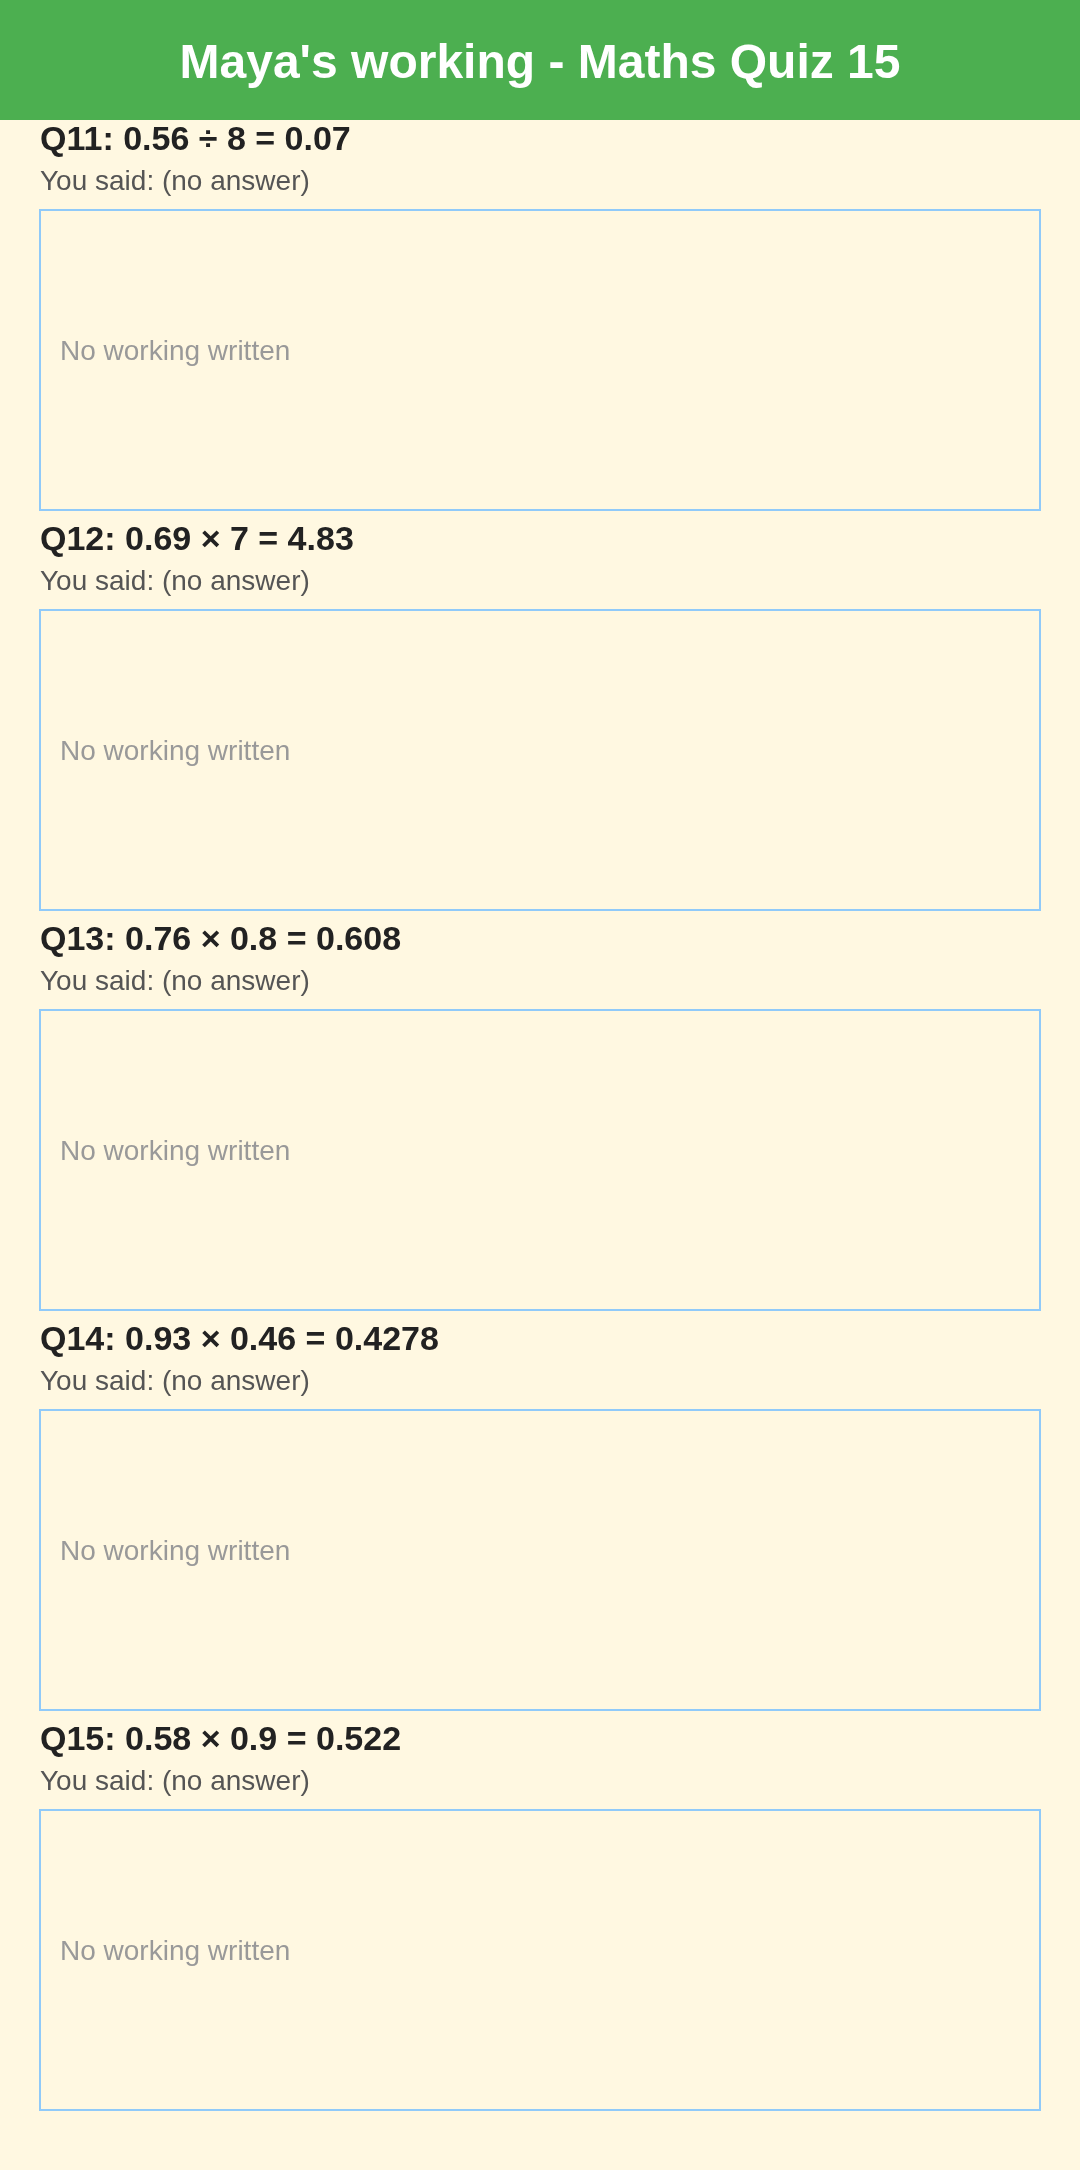 Maya's working - Maths Quiz 15
Q11: 0.56 ÷ 8 = 0.07
You said: (no answer)
No working written
Q12: 0.69 × 7 = 4.83
You said: (no answer)
No working written
Q13: 0.76 × 0.8 = 0.608
You said: (no answer)
No working written
Q14: 0.93 × 0.46 = 0.4278
You said: (no answer)
No working written
Q15: 0.58 × 0.9 = 0.522
You said: (no answer)
No working written